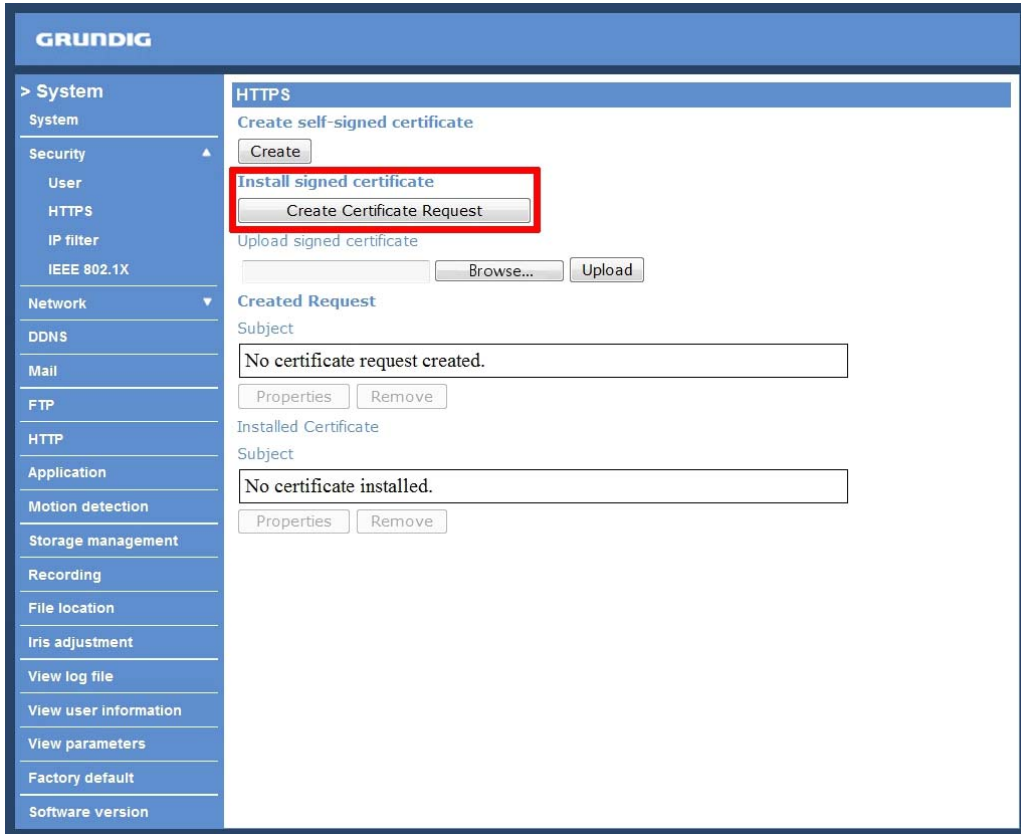 GRUNDIG
> System
System
Security
User
HTTPS
IP filter
IEEE 802.1X
Network
DDNS
Mail
FTP
HTTP
Application
Motion detection
Storage management
Recording
File location
Iris adjustment
View log file
View user information
View parameters
Factory default
Software version
HTTPS
Create self-signed certificate
Create
Install signed certificate
Create Certificate Request
Upload signed certificate
Browse... Upload
Created Request
Subject
No certificate request created.
Properties Remove
Installed Certificate
Subject
No certificate installed.
Properties Remove